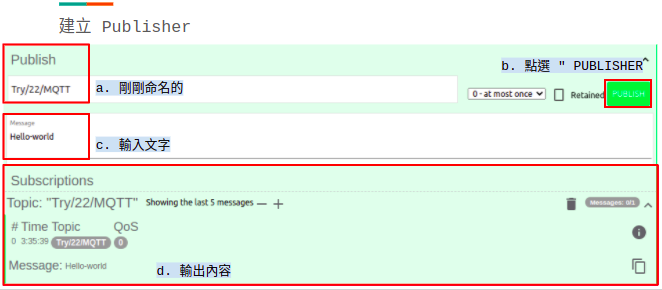 建立 Publisher
Publish
b. 點選 " PUBLISHER
Try/22/MQTT
a. 剛剛命名的
0 - at most once
Retained
PUBLISH
Message
Hello-world
c. 輸入文字
Subscriptions
Topic: "Try/22/MQTT" Showing the last 5 messages — +
Messages: 0/1
# Time Topic QoS
0 3:35:39 Try/22/MQTT 0
Message: Hello-world
d. 輸出內容